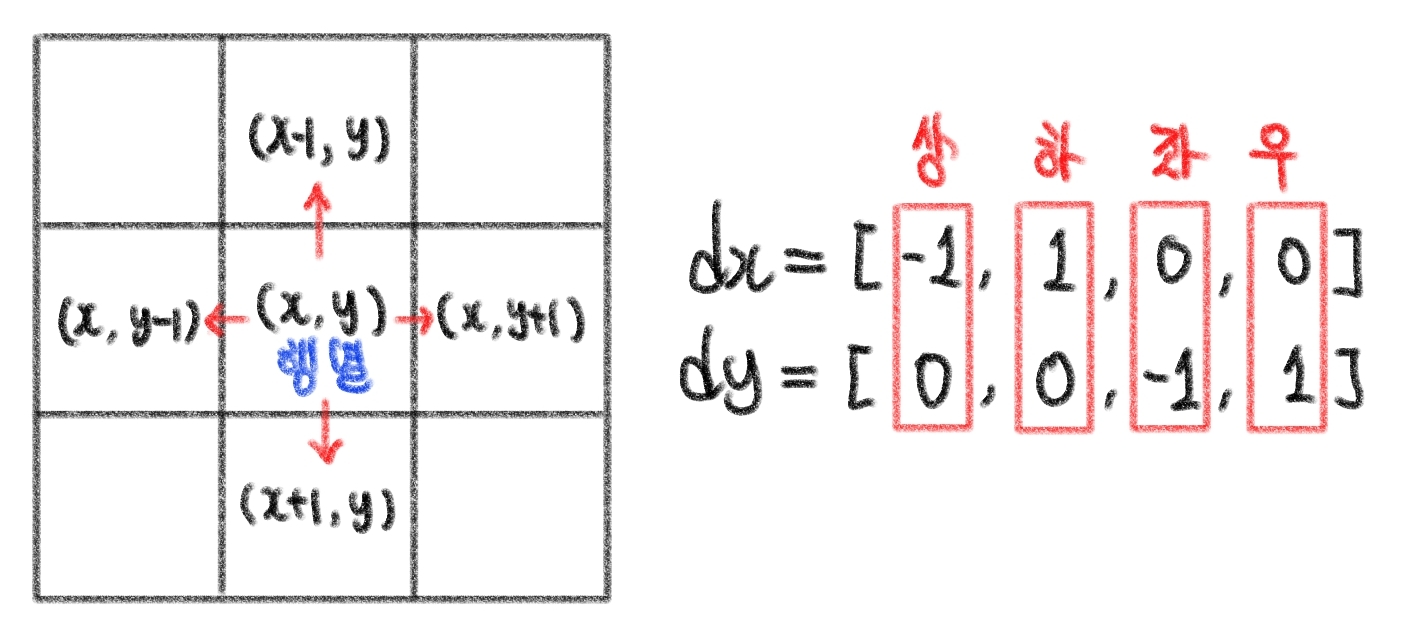 (x-1, y)
(x, y-1) (x, y) (x, y+1)
행 열
(x+1, y)
상 하 좌 우
dx = [-1, 1, 0, 0]
dy = [0, 0, -1, 1]